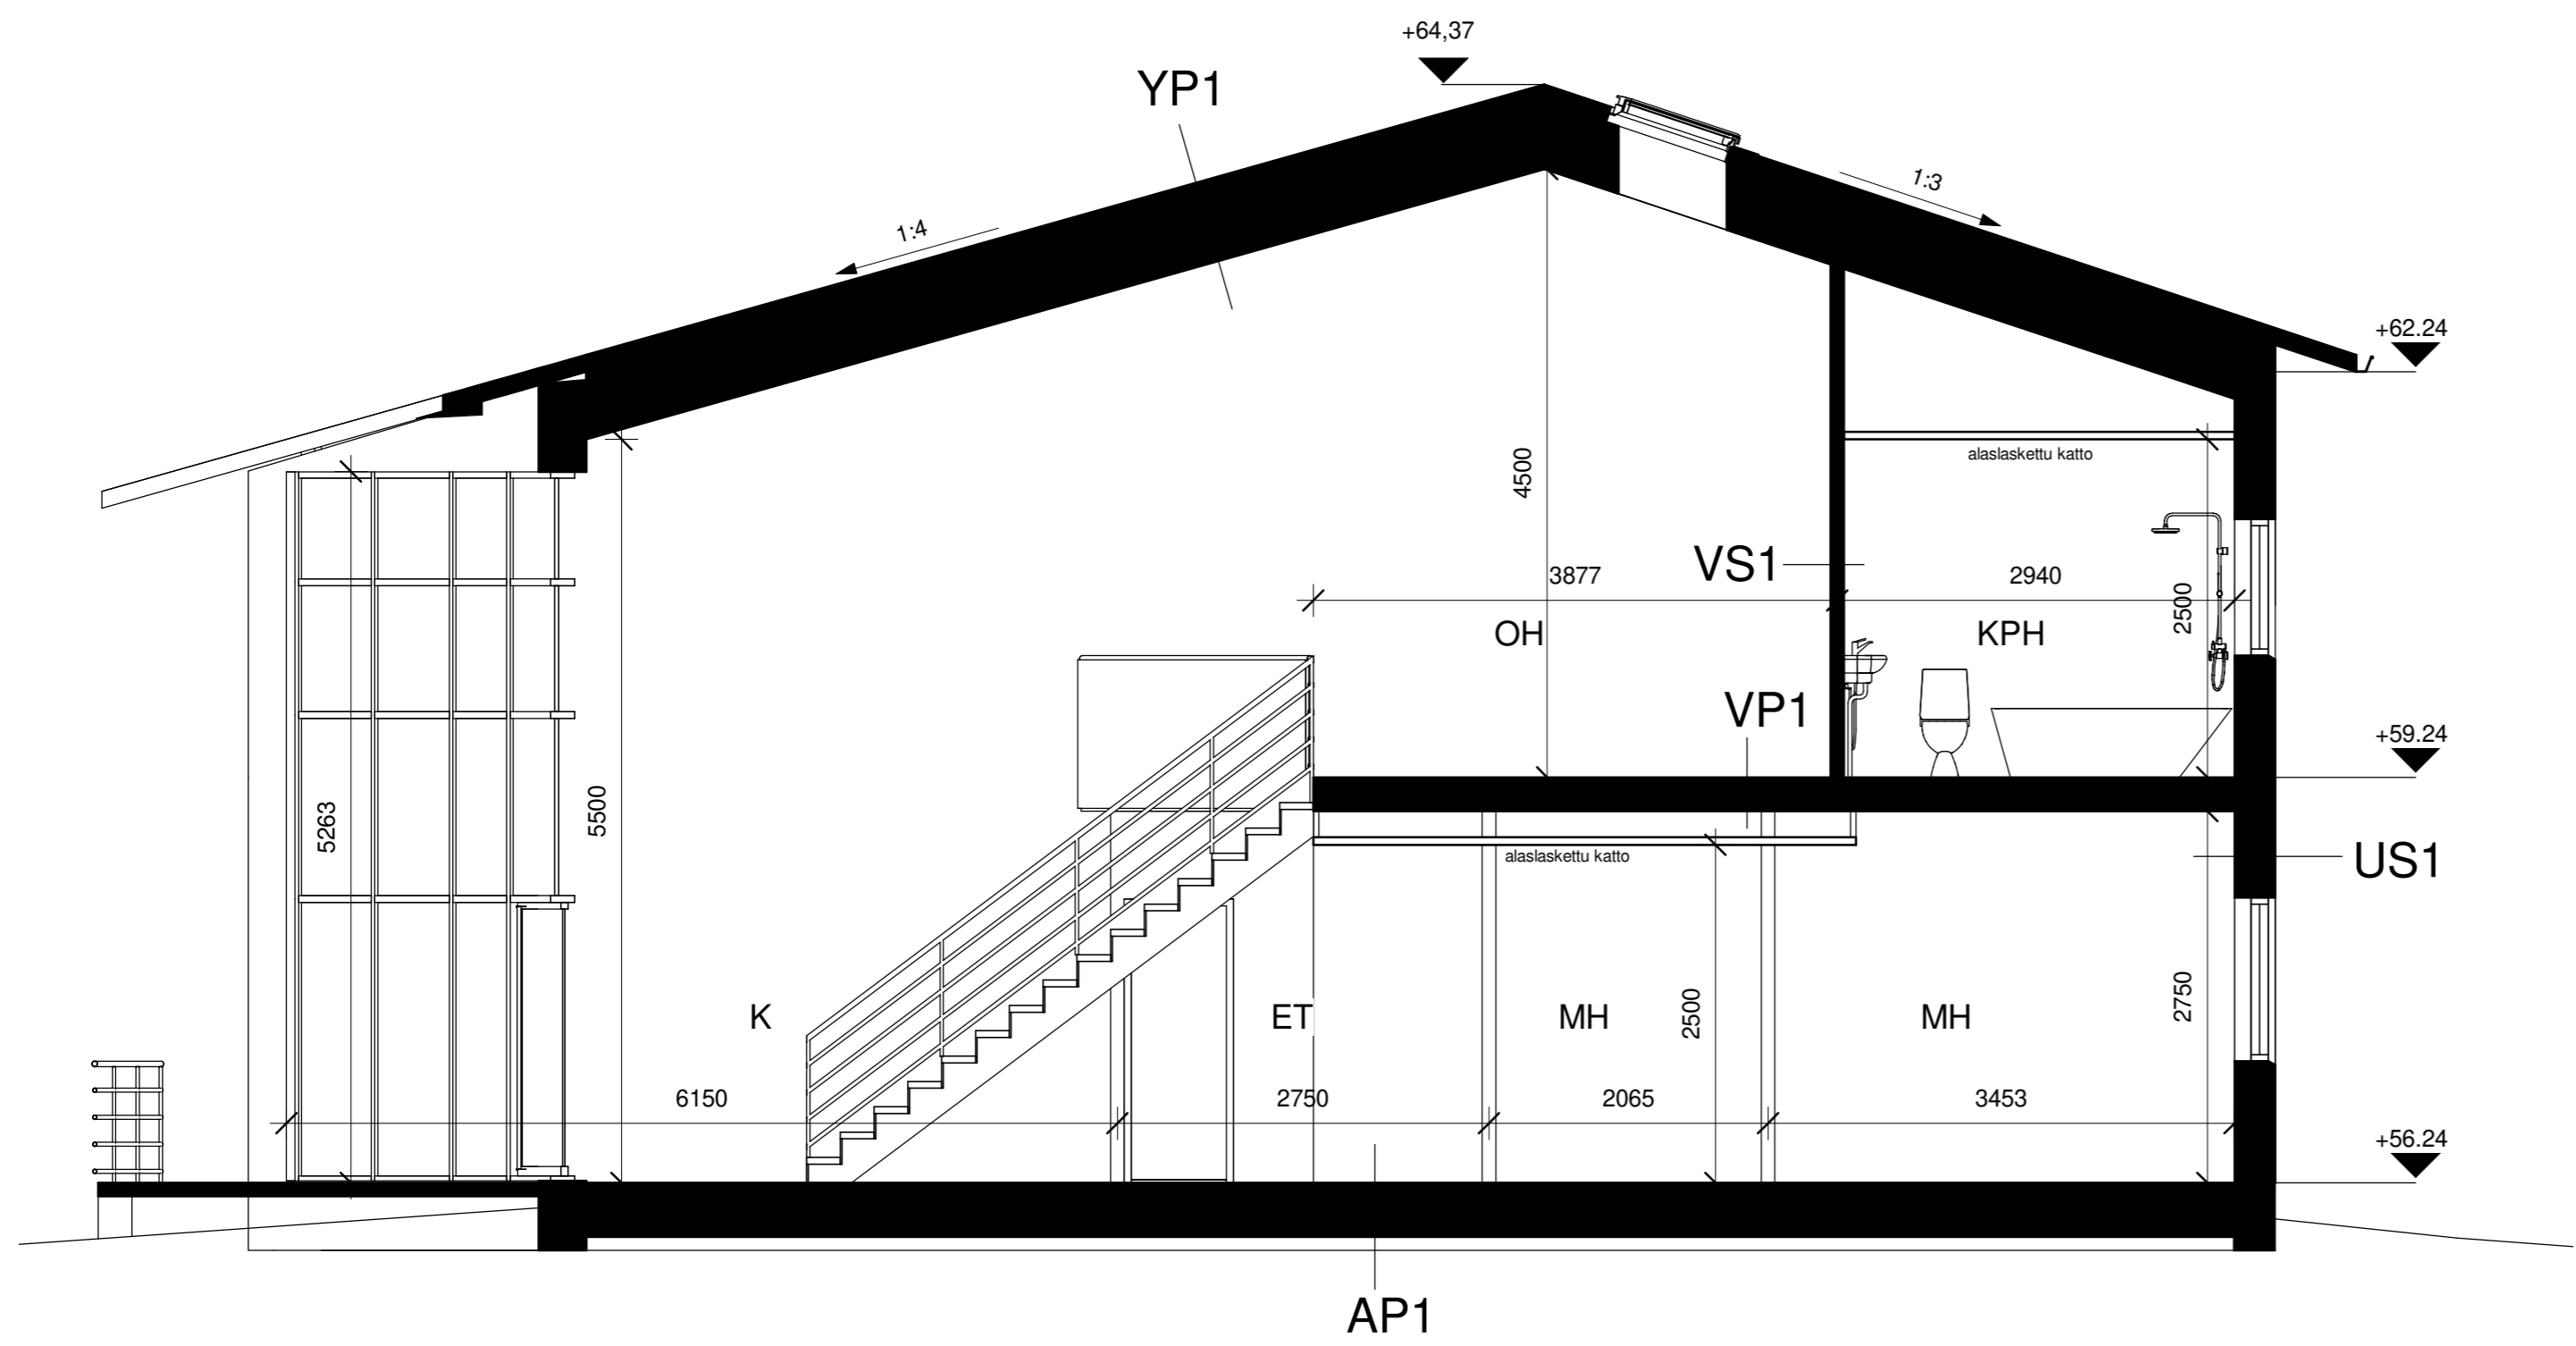 +64,37
YP1
1:3
1:4
+62.24
alaslaskettu katto
4500
VS1
3877
2940
2500
OH
KPH
VP1
+59.24
5263
5500
alaslaskettu katto
US1
K
ET
MH
2500
MH
2750
6150
2750
2065
3453
+56.24
AP1